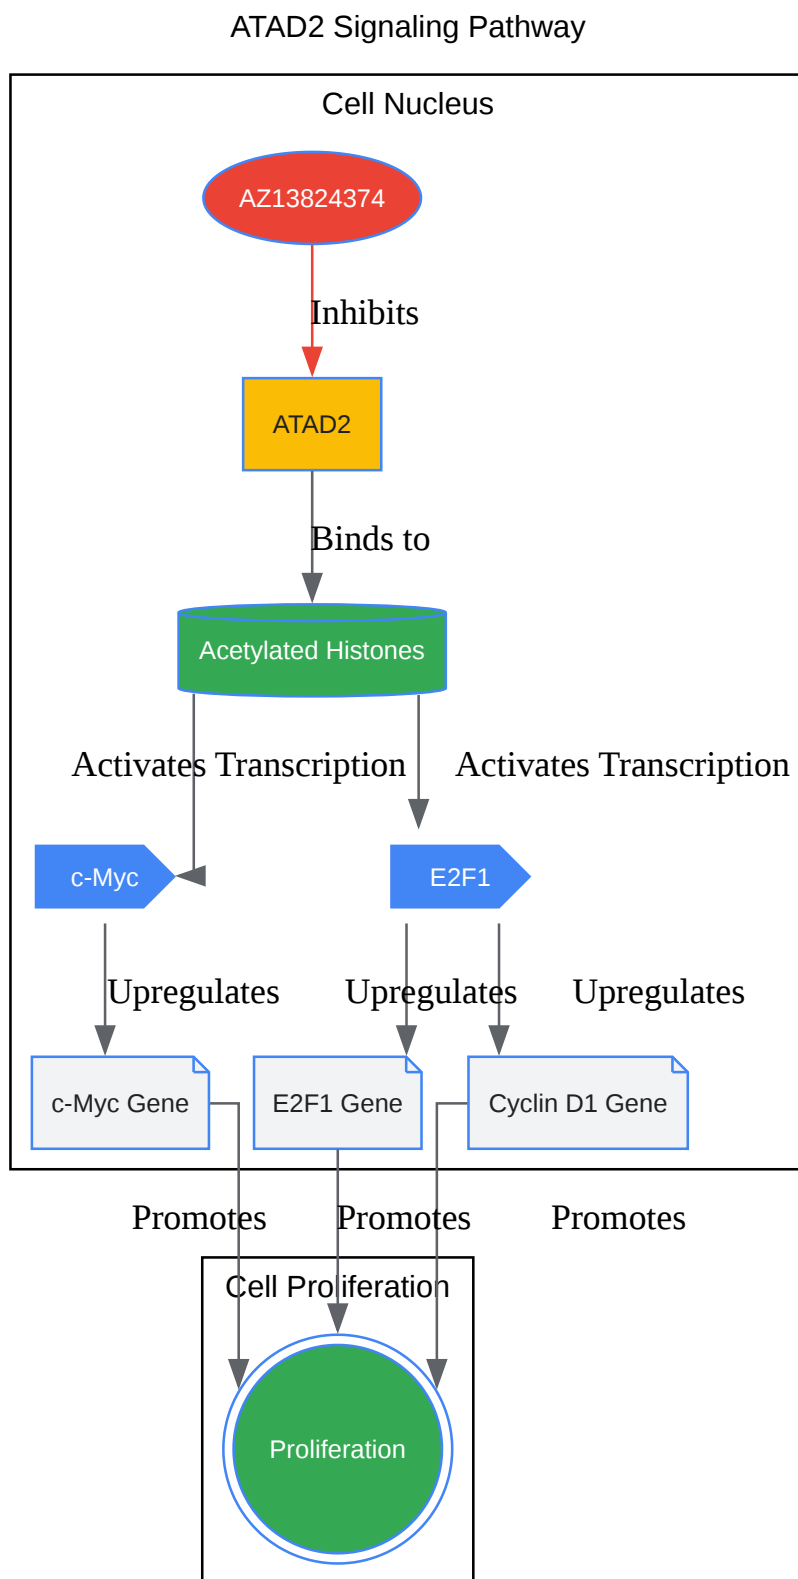 ATAD2 Signaling Pathway
Cell Nucleus
AZ13824374
Inhibits
ATAD2
Binds to
Acetylated Histones
Activates Transcription
Activates Transcription
c-Myc
E2F1
Upregulates
Upregulates
Upregulates
c-Myc Gene
E2F1 Gene
Cyclin D1 Gene
Promotes
Promotes
Promotes
Cell Proliferation
Proliferation